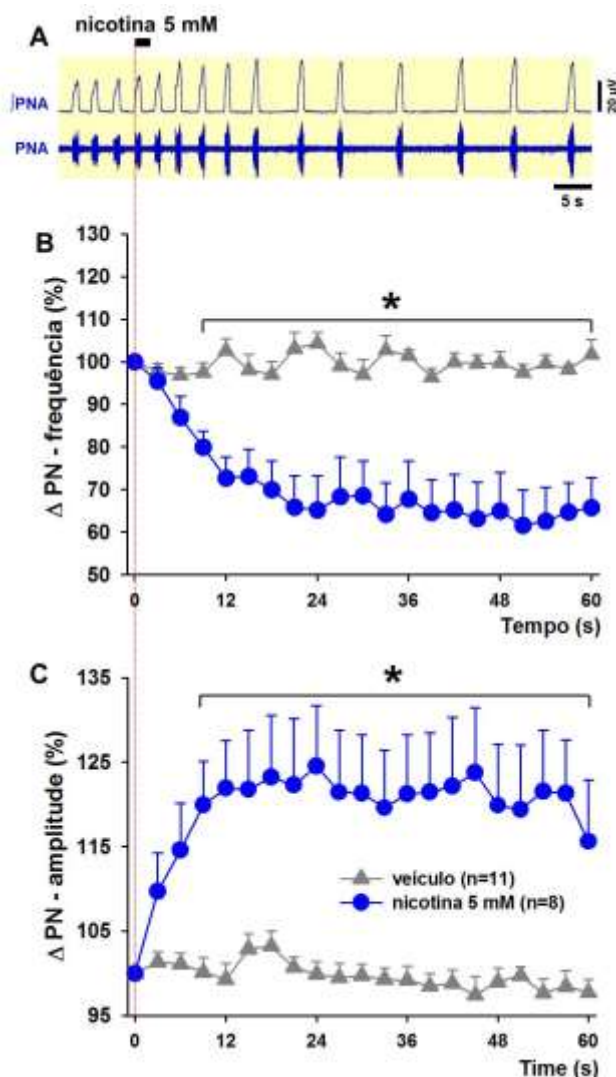 A
nicotina 5 mM
∫PNA
20 µV
PNA
5 s
B
130
120
110
100
90
80
70
60
50
Δ PN - frequência (%)
*
0 12 24 36 48 60
Tempo (s)
C
135
125
115
105
95
Δ PN - amplitude (%)
*
veículo (n=11)
nicotina 5 mM (n=8)
0 12 24 36 48 60
Time (s)